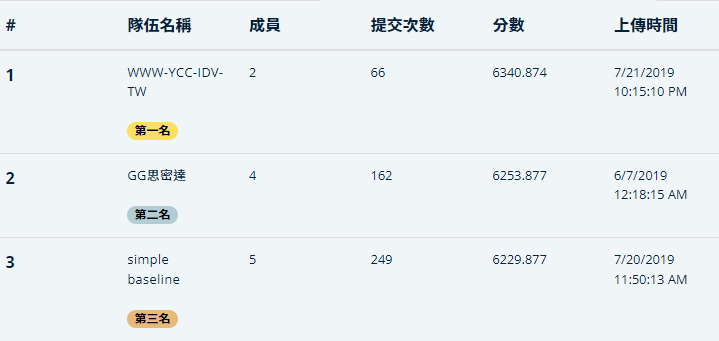 # 隊伍名稱 成員 提交次數 分數 上傳時間
1 WWW-YCC-IDV- 2 66 6340.874 7/21/2019
TW 10:15:10 PM
第一名
2 GG思密達 4 162 6253.877 6/7/2019
12:18:15 AM
第二名
3 simple 5 249 6229.877 7/20/2019
baseline 11:50:13 AM
第三名